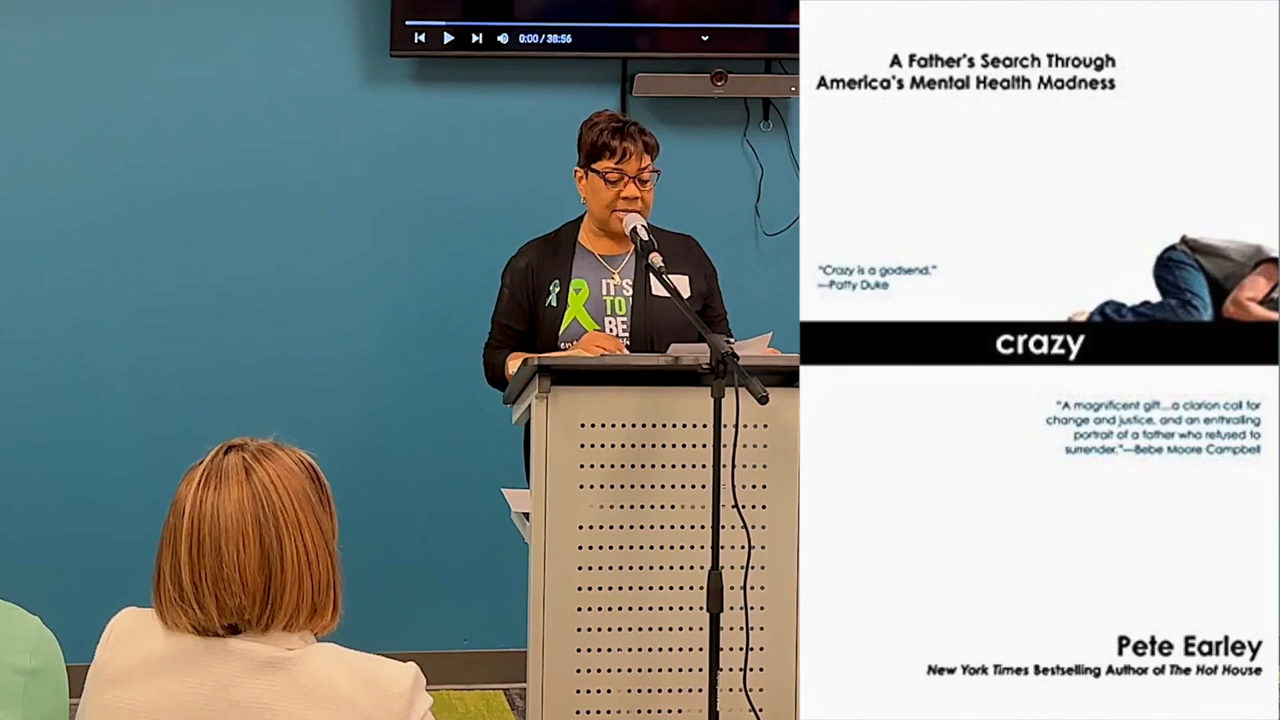 0:00 / 38:56
IT'S
TO
BE
A Father's Search Through
America's Mental Health Madness
"Crazy is a godsend."
—Patty Duke
crazy
"A magnificent gift...a clarion call for
change and justice, and an enthralling
portrait of a father who refused to
surrender."—Bebe Moore Campbell
Pete Earley
New York Times Bestselling Author of The Hot House